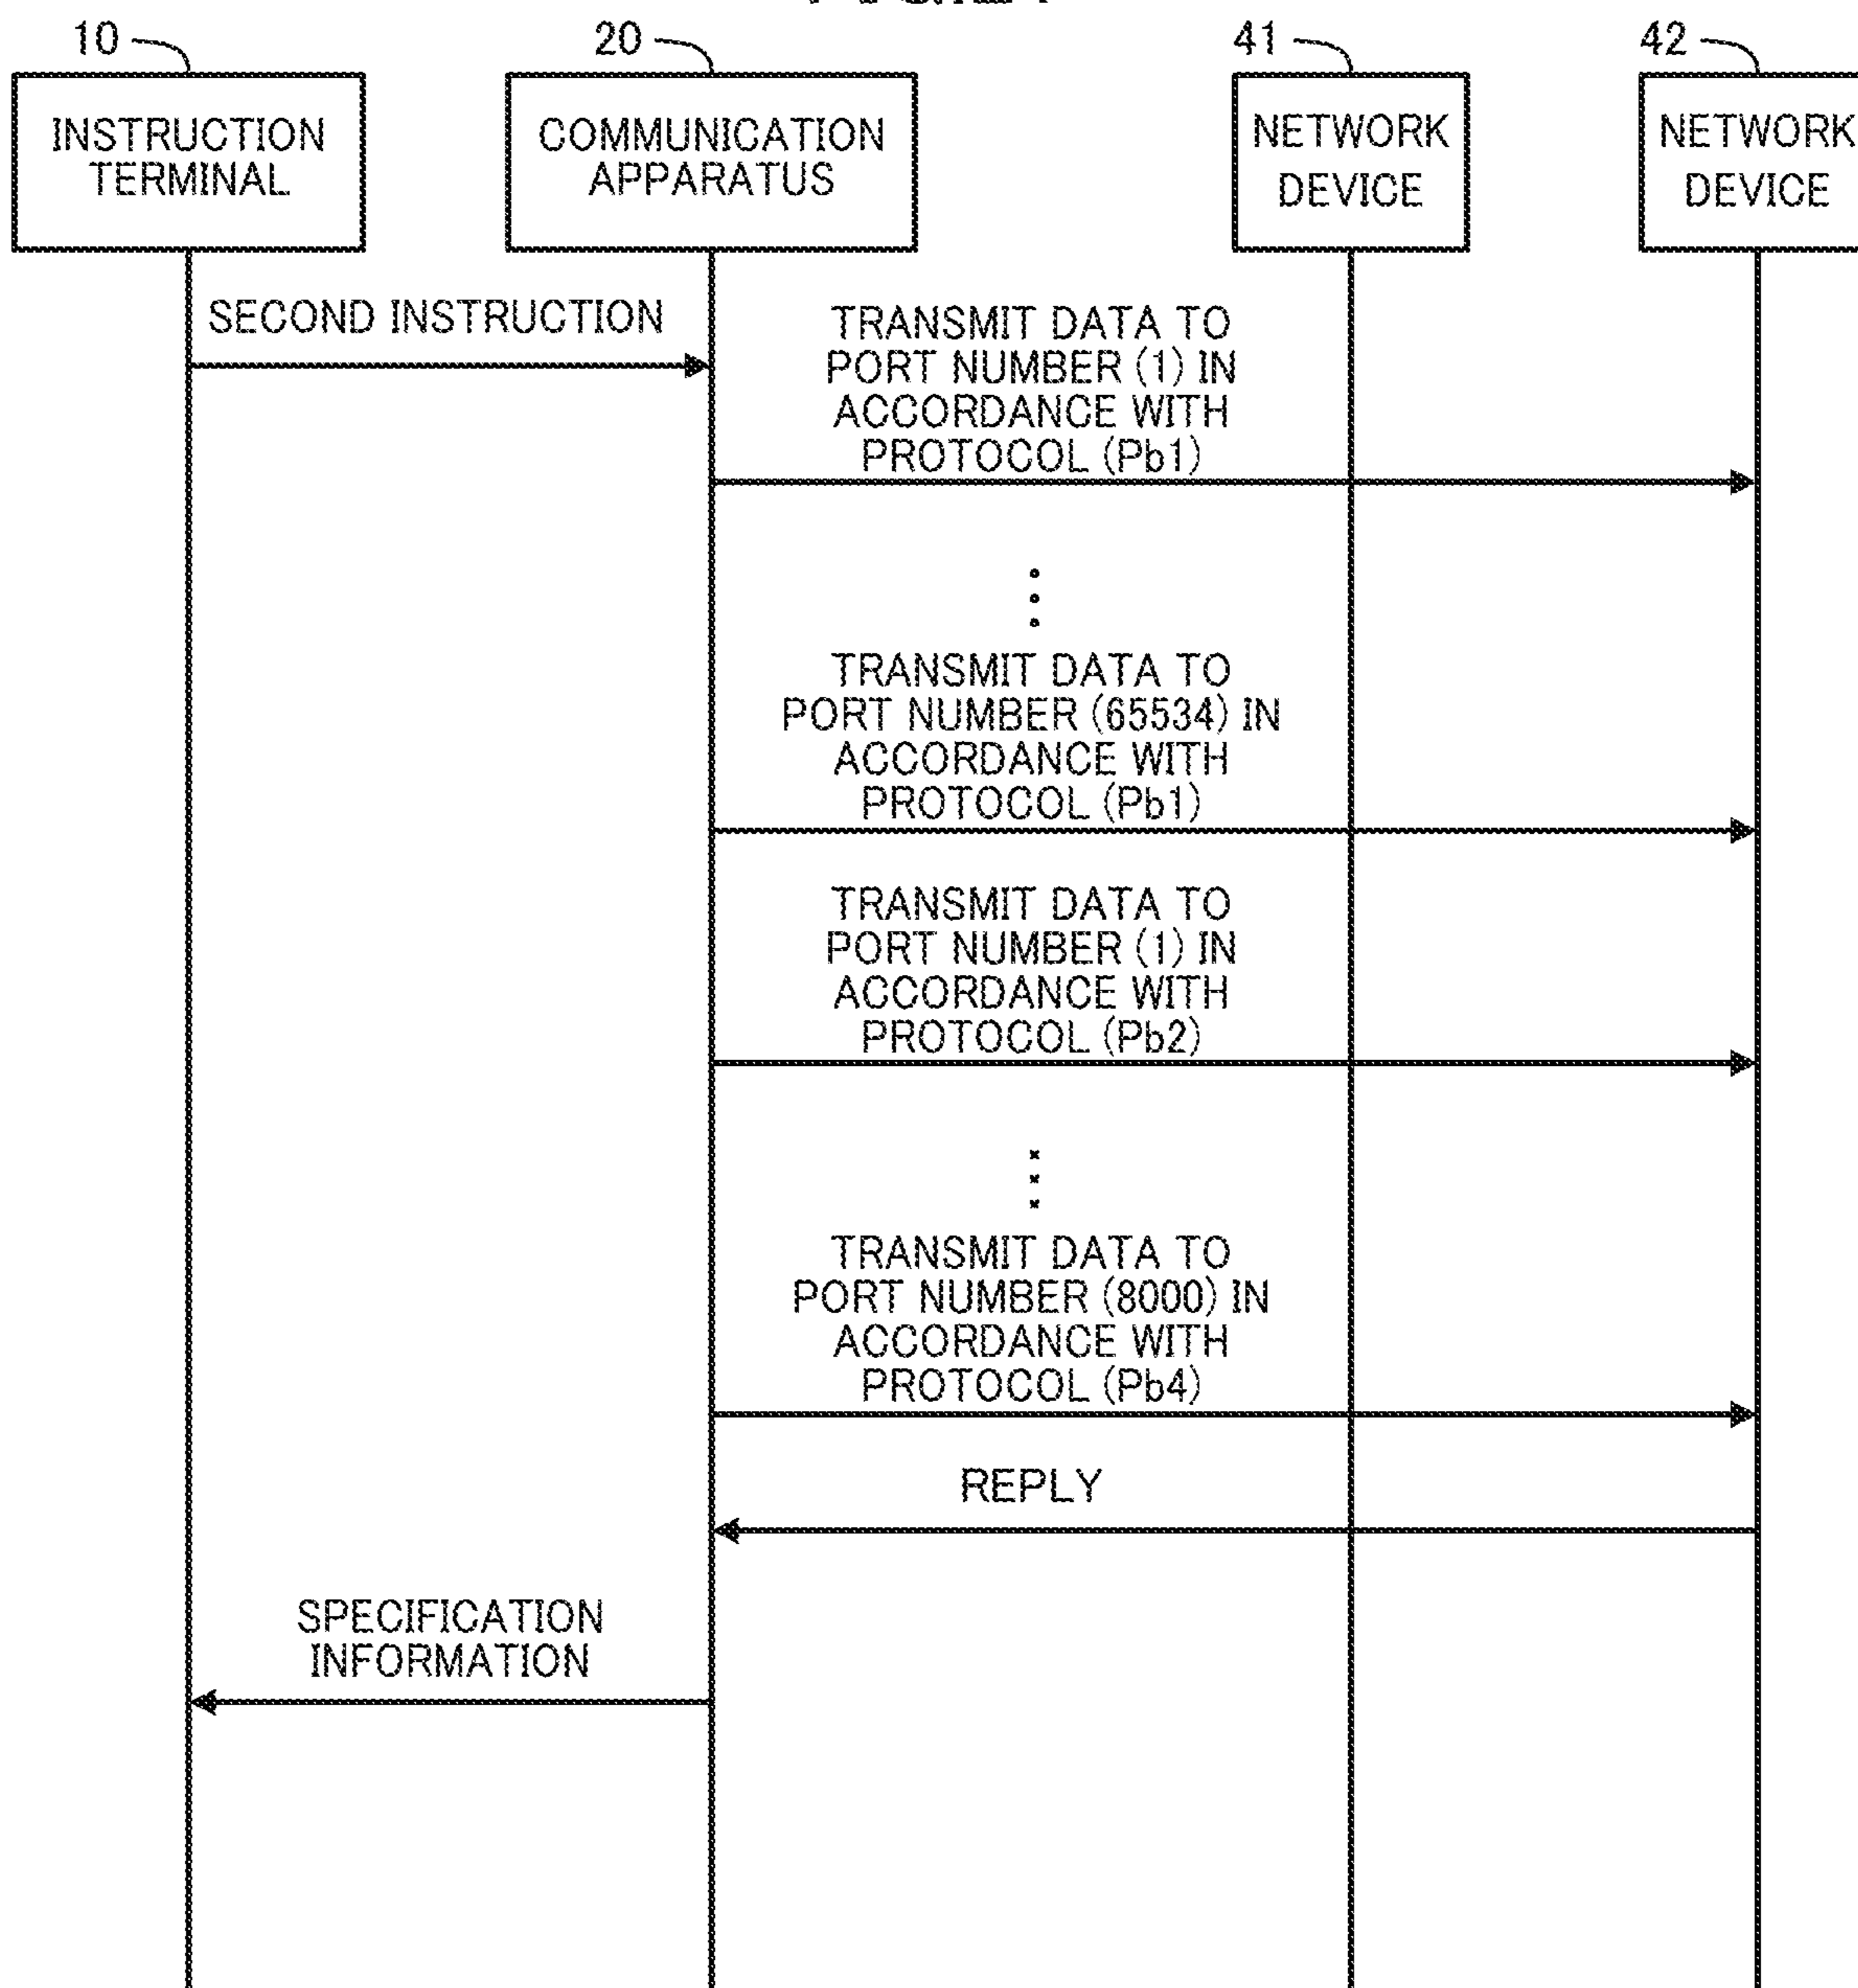 10
20
41
42
INSTRUCTION
TERMINAL
COMMUNICATION
APPARATUS
NETWORK
DEVICE
NETWORK
DEVICE
SECOND INSTRUCTION
TRANSMIT DATA TO
PORT NUMBER (1) IN
ACCORDANCE WITH
PROTOCOL (Pb1)
TRANSMIT DATA TO
PORT NUMBER (65534) IN
ACCORDANCE WITH
PROTOCOL (Pb1)
TRANSMIT DATA TO
PORT NUMBER (1) IN
ACCORDANCE WITH
PROTOCOL (Pb2)
TRANSMIT DATA TO
PORT NUMBER (8000) IN
ACCORDANCE WITH
PROTOCOL (Pb4)
REPLY
SPECIFICATION
INFORMATION